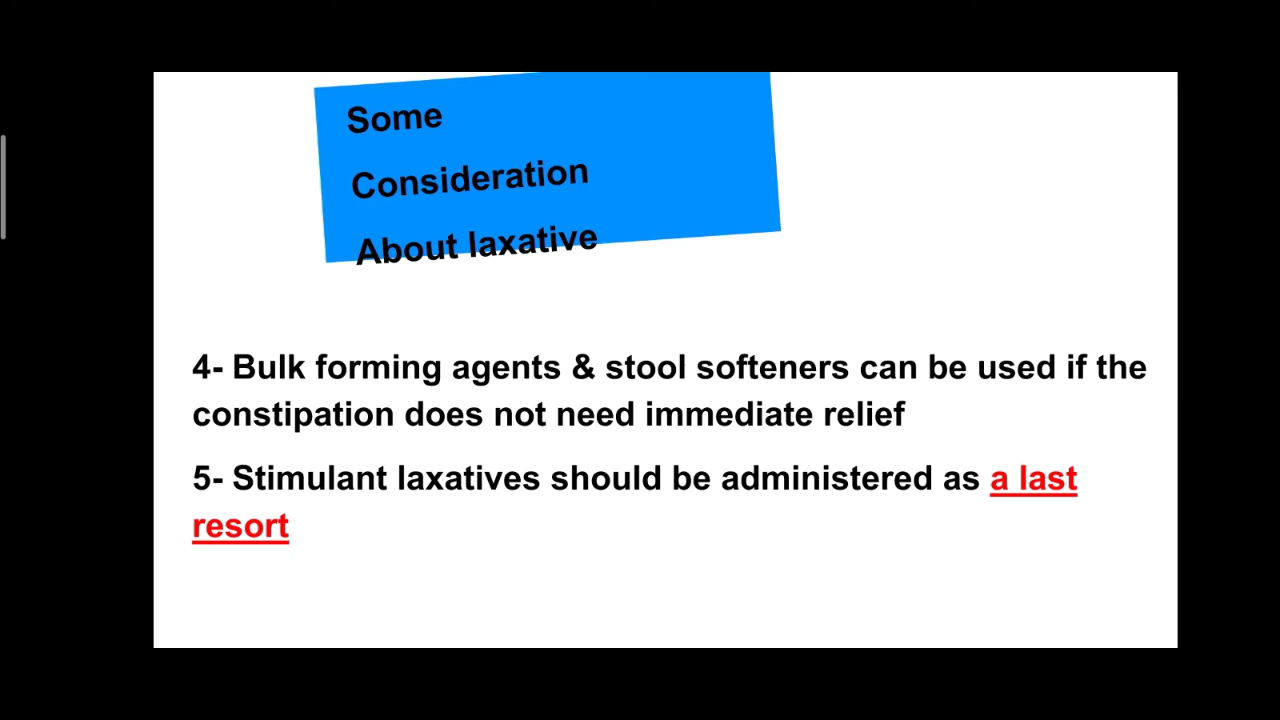 Some
Consideration
About laxative
4- Bulk forming agents & stool softeners can be used if the
constipation does not need immediate relief
5- Stimulant laxatives should be administered as a last
resort